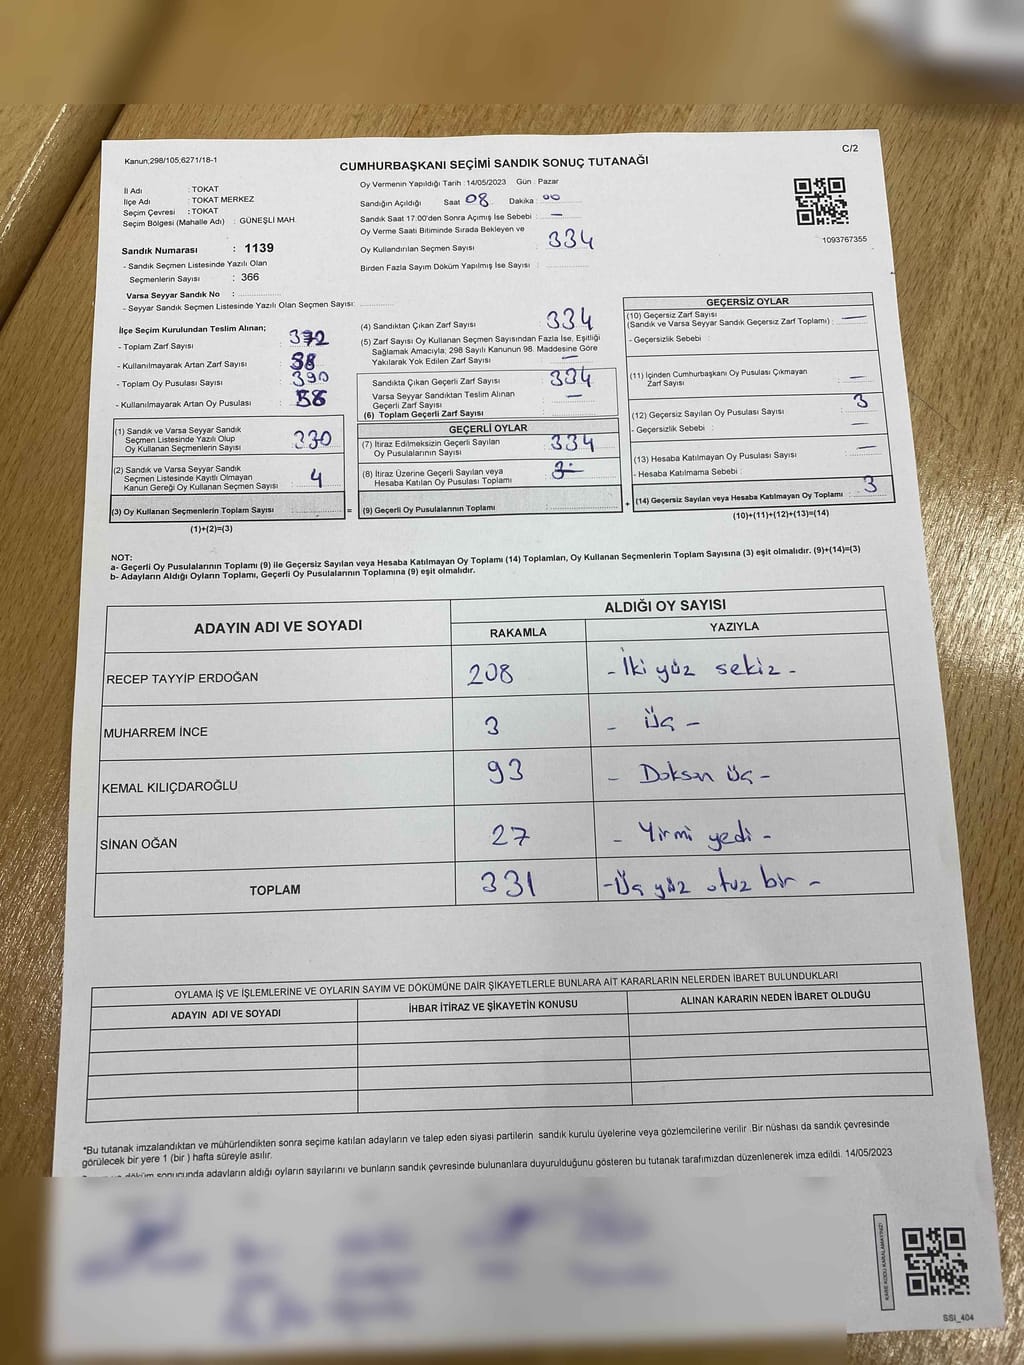 Kanun;298/105,6271/18-1
C/2
CUMHURBAŞKANI SEÇİMİ SANDIK SONUÇ TUTANAĞI
İl Adı : TOKAT
İlçe Adı : TOKAT MERKEZ
Seçim Çevresi : TOKAT
Seçim Bölgesi (Mahalle Adı) : GÜNEŞLİ MAH
Sandık Numarası : 1139
- Sandık Seçmen Listesinde Yazılı Olan
Seçmenlerin Sayısı : 366
Varsa Seyyar Sandık No :
- Seyyar Sandık Seçmen Listesinde Yazılı Olan Seçmen Sayısı:
Oy Vermenin Yapıldığı Tarih : 14/05/2023 Gün : Pazar
Sandığın Açıldığı Saat 08 Dakika : 00
Sandık Saat 17:00'den Sonra Açımış İse Sebebi : —
Oy Verme Saati Bitiminde Sırada Bekleyen ve
Oy Kullandırılan Seçmen Sayısı : 334
Birden Fazla Sayım Döküm Yapılmış İse Sayısı :
1093767355
İlçe Seçim Kurulundan Teslim Alınan;
- Toplam Zarf Sayısı : 372
- Kullanılmayarak Artan Zarf Sayısı : 38
- Toplam Oy Pusulası Sayısı : 390
- Kullanılmayarak Artan Oy Pusulası :
(1) Sandık ve Varsa Seyyar Sandık
Seçmen Listesinde Yazılı Olup
Oy Kullanan Seçmenlerin Sayısı : 330
(2) Sandık ve Varsa Seyyar Sandık
Seçmen Listesinde Kayıtlı Olmayan
Kanun Gereği Oy Kullanan Seçmen Sayısı : 4
(3) Oy Kullanan Seçmenlerin Toplam Sayısı :
(1)+(2)=(3)
(4) Sandıktan Çıkan Zarf Sayısı : 334
(5) Zarf Sayısı Oy Kullanan Seçmen Sayısından Fazla İse, Eşitliği
Sağlamak Amacıyla; 298 Sayılı Kanunun 98. Maddesine Göre
Yakılarak Yok Edilen Zarf Sayısı : —
Sandıkta Çıkan Geçerli Zarf Sayısı : 334
Varsa Seyyar Sandıktan Teslim Alınan
Geçerli Zarf Sayısı : —
(6) Toplam Geçerli Zarf Sayısı :
GEÇERLİ OYLAR
(7) İtiraz Edilmeksizin Geçerli Sayılan
Oy Pusulalarının Sayısı : 334
(8) İtiraz Üzerine Geçerli Sayılan veya
Hesaba Katılan Oy Pusulası Toplamı :
= (9) Geçerli Oy Pusulalarının Toplamı : +
GEÇERSİZ OYLAR
(10) Geçersiz Zarf Sayısı
(Sandık ve Varsa Seyyar Sandık Geçersiz Zarf Toplamı) : —
- Geçersiz Sebebi :
(11) İçinden Cumhurbaşkanı Oy Pusulası Çıkmayan
Zarf Sayısı : —
(12) Geçersiz Sayılan Oy Pusulası Sayısı : 3
- Geçersizlik Sebebi : —
(13) Hesaba Katılmayan Oy Pusulası Sayısı : —
- Hesaba Katılmama Sebebi :
(14) Geçersiz Sayılan veya Hesaba Katılmayan Oy Toplamı : 3
(10)+(11)+(12)+(13)=(14)
NOT:
a- Geçerli Oy Pusulalarının Toplamı (9) ile Geçersiz Sayılan veya Hesaba Katılmayan Oy Toplamı (14) Toplamları, Oy Kullanan Seçmenlerin Toplam Sayısına (3) eşit olmalıdır. (9)+(14)=(3)
b- Adayların Aldığı Oyların Toplamı, Geçerli Oy Pusulalarının Toplamına (9) eşit olmalıdır.
ADAYIN ADI VE SOYADI ALDIĞI OY SAYISI
RAKAMLA YAZIYLA
RECEP TAYYİP ERDOĞAN 208 - İki yüz sekiz -
MUHARREM İNCE 3 - Üç -
KEMAL KILIÇDAROĞLU 93 - Doksan üç -
SİNAN OĞAN 27 - Yirmi yedi -
TOPLAM 331 - Üç yüz otuz bir -
OYLAMA İŞ VE İŞLEMLERİNE VE OYLARIN SAYIM VE DÖKÜMÜNE DAİR ŞİKAYETLERLE BUNLARA AİT KARARLARIN NELERDEN İBARET BULUNDUKLARI
ADAYIN ADI VE SOYADI İHBAR İTİRAZ VE ŞİKAYETİN KONUSU ALINAN KARARIN NEDEN İBARET OLDUĞU
*Bu tutanak imzalandıktan ve mühürlendikten sonra seçime katılan adayların ve talep eden siyasi partilerin sandık kurulu üyelerine veya gözlemcilerine verilir .Bir nüshası da sandık çevresinde
görülecek bir yere 1 (bir ) hafta süreyle asılır.
döküm sonucunda adayların aldığı oyların sayılarını ve bunların sandık çevresinde bulunanlara duyurulduğunu gösteren bu tutanak tarafımızdan düzenlenerek imza edildi. 14/05/2023
KARE KODU KARALAMAYINIZ!
SSI_404